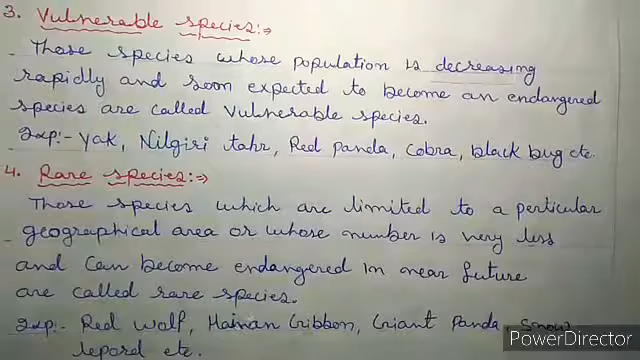 3. Vulnerable species:⇒
Those species whose population is decreasing
rapidly and soon expected to become an endangered
species are called Vulnerable species.
Exp:- Yak, Nilgiri tahr, Red Panda, Cobra, black bug etc.
4. Rare species:⇒
Those species which are limited to a perticular
geographical area or whose number is very less
and can become endangered in near future
are called rare species.
Exp:- Red wolf, Hainan Gibbon, Giant Panda, Snow
lepord etc.
PowerDirector